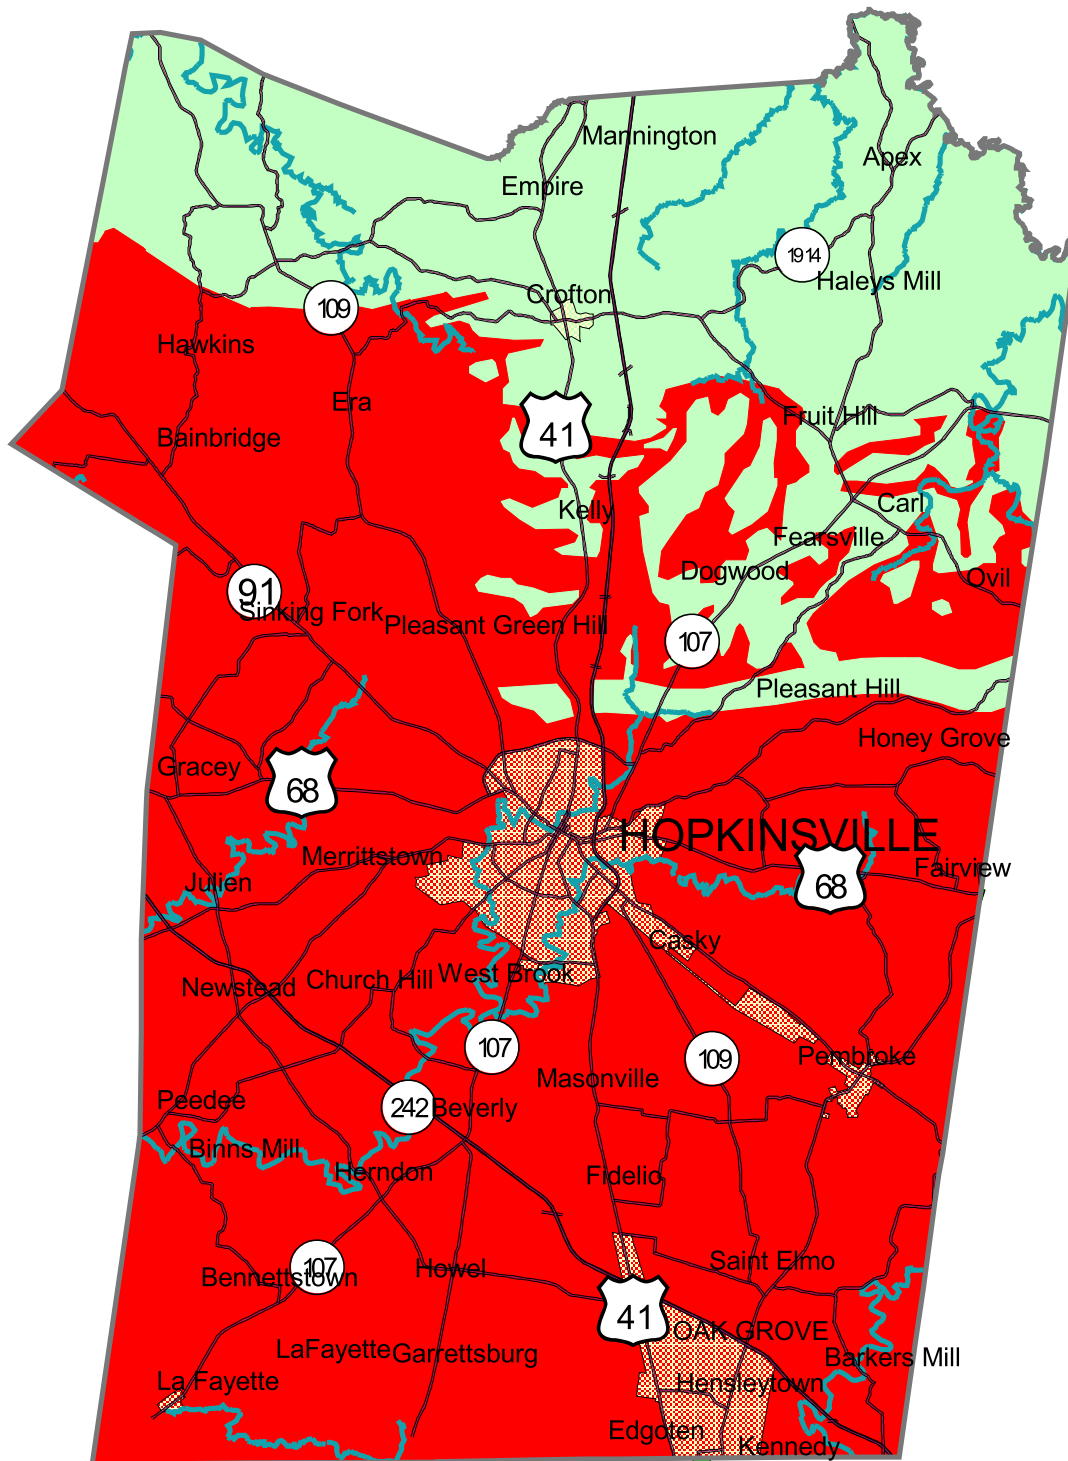 Mannington
Apex
Empire
1914
Haleys Mill
Crofton
109
Hawkins
Era
Fruit Hill
41
Bainbridge
Kelly
Carl
Fearsville
Dogwood
Ovil
91
Sinking Fork
Pleasant Green Hill
107
Pleasant Hill
Honey Grove
Gracey
68
HOPKINSVILLE
Merrittstown
Fairview
Julien
68
Casky
Church Hill
West Brook
Newstead
107
109
Pembroke
Masonville
Peedee
242
Beverly
Binns Mill
Herndon
Fidelio
Saint Elmo
107
Bennettstown
Howel
41
OAK GROVE
LaFayette
Garrettsburg
Barkers Mill
La Fayette
Hensleytown
Edgoten
Kennedy